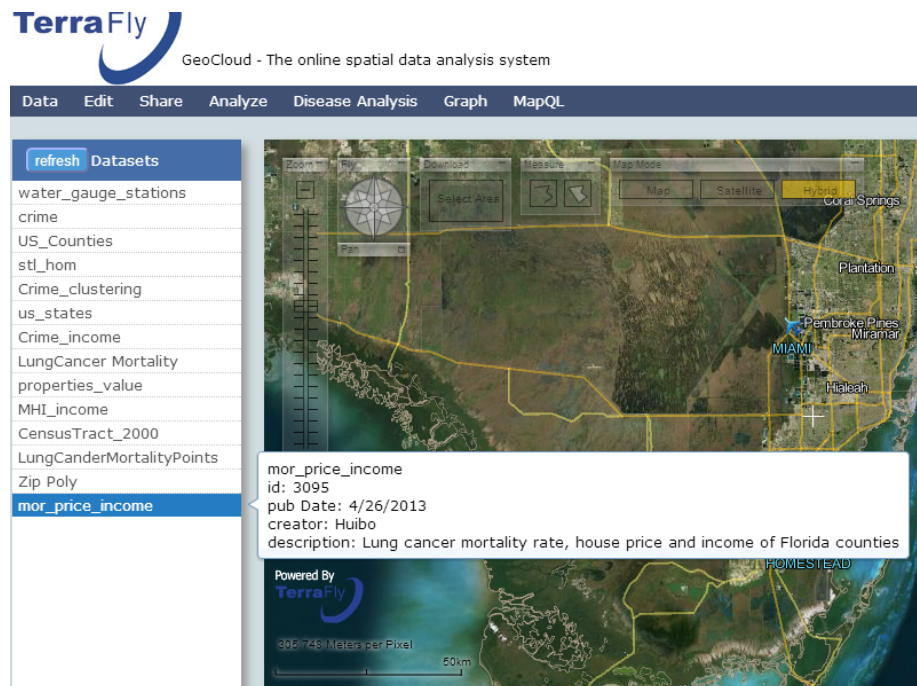 TerraFly
GeoCloud - The online spatial data analysis system
Data Edit Share Analyze Disease Analysis Graph MapQL
refresh Datasets
water_gauge_stations
crime
US_Counties
stl_hom
Crime_clustering
us_states
Crime_income
LungCancer Mortality
properties_value
MHI_income
CensusTract_2000
LungCanderMortalityPoints
Zip Poly
mor_price_income
Zoom Fly Download Measure Map Mode
Select Area
Map Satellite Hybrid
Pan
Coral Springs
Plantation
Pembroke Pines
Miramar
MIAMI
Hialeah
mor_price_income
id: 3095
pub Date: 4/26/2013
creator: Huibo
description: Lung cancer mortality rate, house price and income of Florida counties
HOMESTEAD
Powered By
TerraFly
305.748 Meters per Pixel
50km